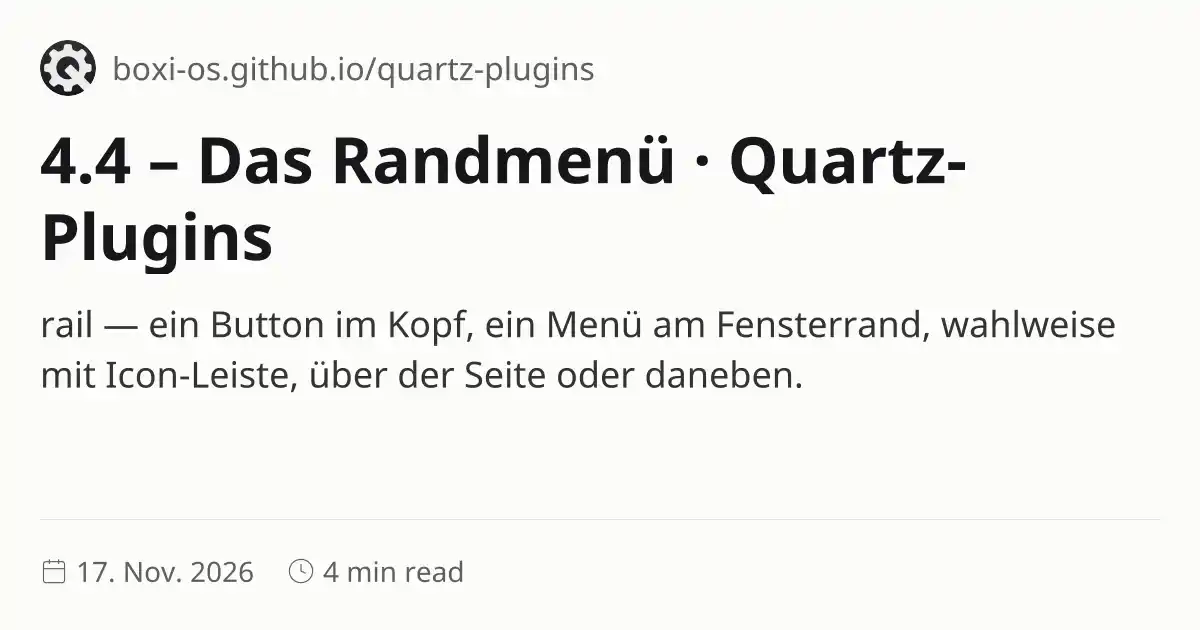 boxi-os.github.io/quartz-plugins
4.4 – Das Randmenü · Quartz-
Plugins
rail — ein Button im Kopf, ein Menü am Fensterrand, wahlweise
mit Icon-Leiste, über der Seite oder daneben.
17. Nov. 2026 4 min read